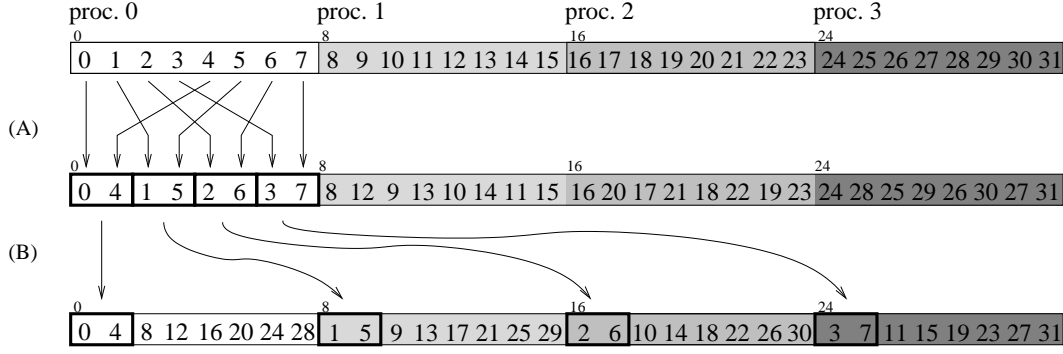 proc. 0 proc. 1 proc. 2 proc. 3
0 8 16 24
0 1 2 3 4 5 6 7 8 9 10 11 12 13 14 15 16 17 18 19 20 21 22 23 24 25 26 27 28 29 30 31
(A)
0 8 16 24
0 4 1 5 2 6 3 7 8 12 9 13 10 14 11 15 16 20 17 21 18 22 19 23 24 28 25 29 26 30 27 31
(B)
0 8 16 24
0 4 8 12 16 20 24 28 1 5 9 13 17 21 25 29 2 6 10 14 18 22 26 30 3 7 11 15 19 23 27 31